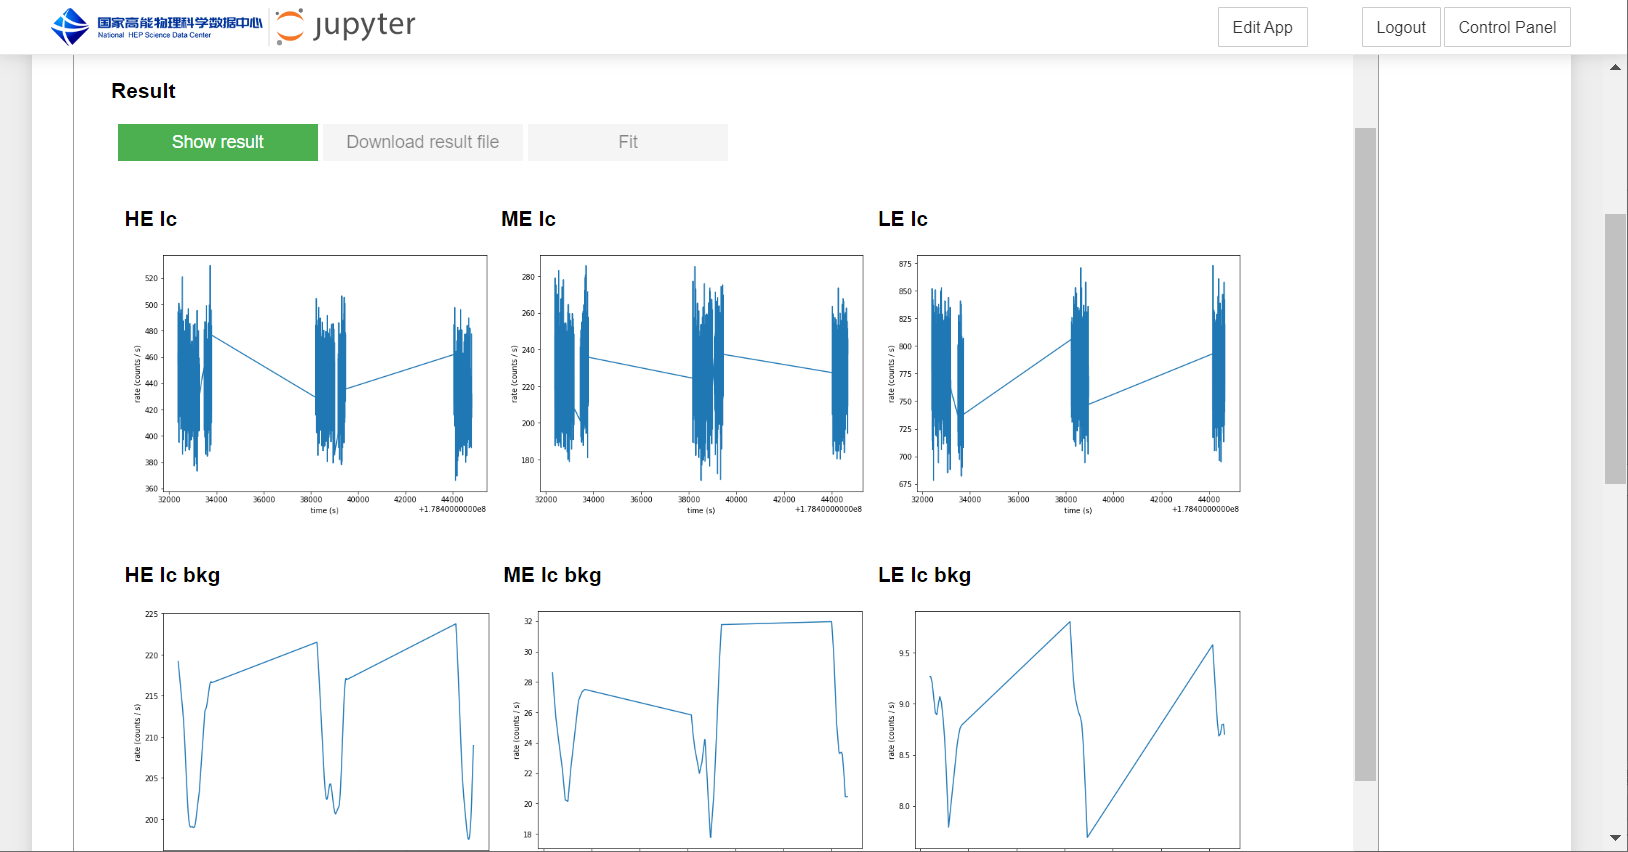 国家高能物理科学数据中心
National HEP Science Data Center
jupyter
Edit App
Logout
Control Panel
Result
Show result
Download result file
Fit
HE lc
ME lc
LE lc
520
500
480
460
440
420
400
380
360
rate (counts / s)
32000 34000 36000 38000 40000 42000 44000
time (s)
+1.7840000000e8
280
260
240
220
200
180
rate (counts / s)
32000 34000 36000 38000 40000 42000 44000
time (s)
+1.7840000000e8
875
850
825
800
775
750
725
700
675
rate (counts / s)
32000 34000 36000 38000 40000 42000 44000
time (s)
+1.7840000000e8
HE lc bkg
ME lc bkg
LE lc bkg
225
220
215
210
205
200
rate (counts / s)
32
30
28
26
24
22
20
18
rate (counts / s)
9.5
9.0
8.5
8.0
rate (counts / s)